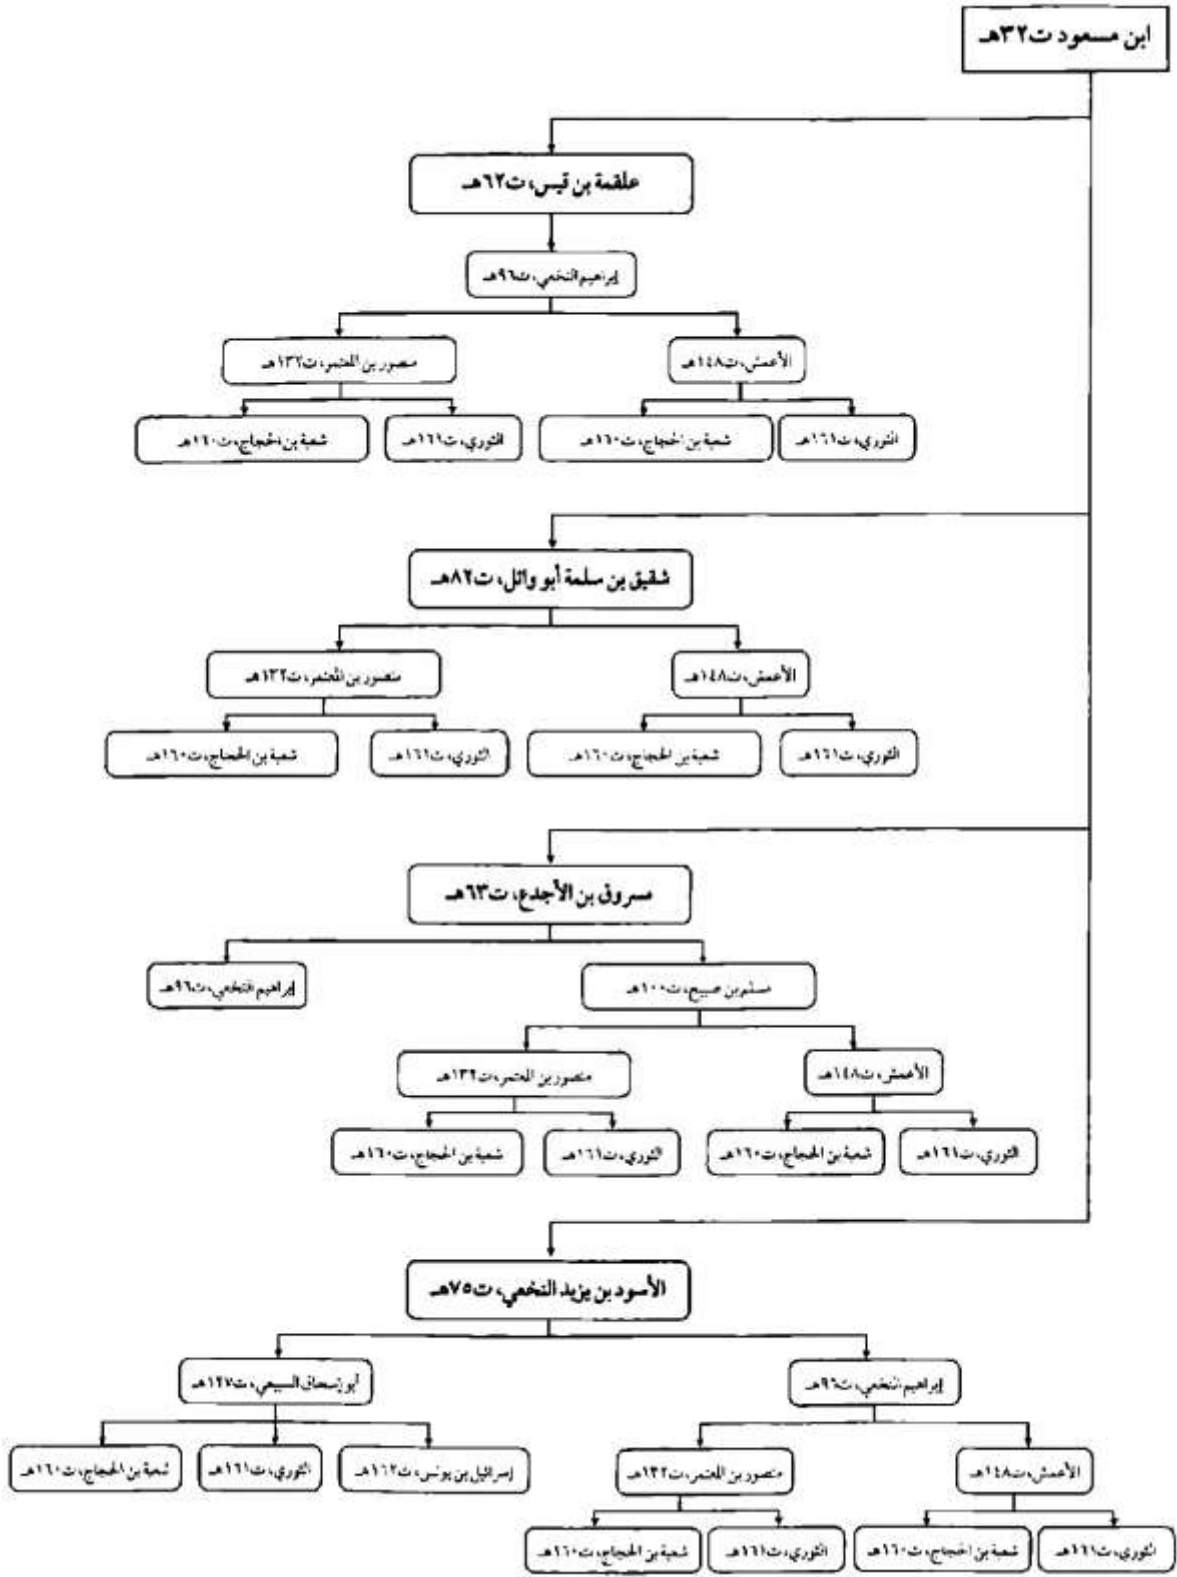 ابن مسعود ت٣٢هـ
علقمة بن قيس، ت٦٢هـ
إبراهيم النخعي، ت٩٦هـ
الأعمش، ت١٤٨هـ
منصور بن المعتمر، ت١٣٢هـ
الثوري، ت١٦١هـ
شعبة بن الحجاج، ت١٦٠هـ
الثوري، ت١٦١هـ
شعبة بن الحجاج، ت١٦٠هـ
شقيق بن سلمة أبو وائل، ت٨٢هـ
الأعمش، ت١٤٨هـ
منصور بن المعتمر، ت١٣٢هـ
الثوري، ت١٦١هـ
شعبة بن الحجاج، ت١٦٠هـ
الثوري، ت١٦١هـ
شعبة بن الحجاج، ت١٦٠هـ
مسروق بن الأجدع، ت٦٣هـ
مسلم بن صبيح، ت١٠٠هـ
إبراهيم النخعي، ت٩٦هـ
الأعمش، ت١٤٨هـ
منصور بن المعتمر، ت١٣٢هـ
الثوري، ت١٦١هـ
شعبة بن الحجاج، ت١٦٠هـ
الثوري، ت١٦١هـ
شعبة بن الحجاج، ت١٦٠هـ
الأسود بن يزيد النخعي، ت٧٥هـ
إبراهيم النخعي، ت٩٦هـ
أبو إسحاق السبيعي، ت١٢٧هـ
الأعمش، ت١٤٨هـ
منصور بن المعتمر، ت١٣٢هـ
إسرائيل بن يونس، ت١٦٢هـ
الثوري، ت١٦١هـ
شعبة بن الحجاج، ت١٦٠هـ
الثوري، ت١٦١هـ
شعبة بن الحجاج، ت١٦٠هـ
الثوري، ت١٦١هـ
شعبة بن الحجاج، ت١٦٠هـ